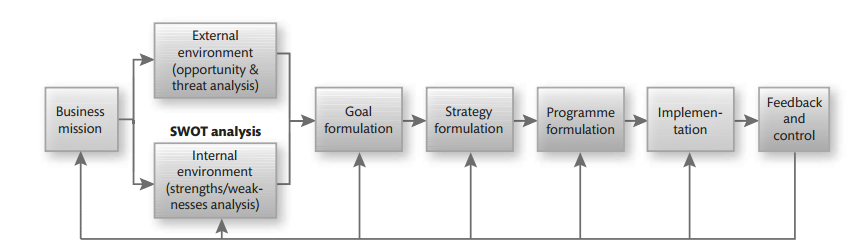 Business
mission
External
environment
(opportunity &
threat analysis)
SWOT analysis
Internal
environment
(strengths/weak-
nesses analysis)
Goal
formulation
Strategy
formulation
Programme
formulation
Implemen-
tation
Feedback
and
control